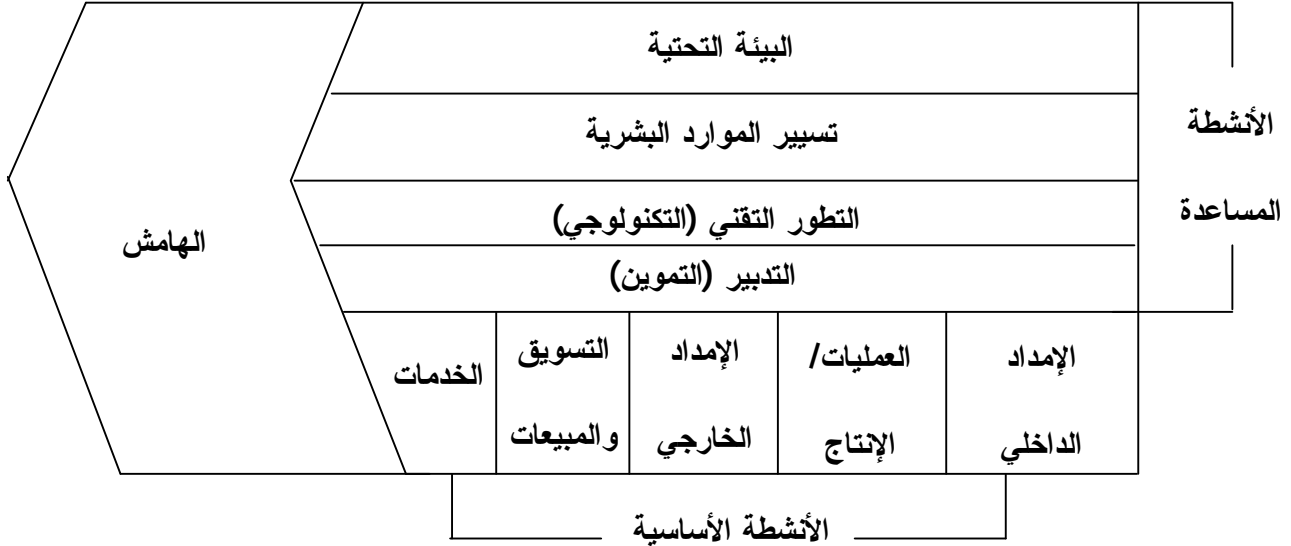 البيئة التحتية
الأنشطة
تسيير الموارد البشرية
المساعدة
التطور التقني (التكنولوجي)
الهامش
التدبير (التموين)
الإمداد
الداخلي
العمليات/
الإنتاج
الإمداد
الخارجي
التسويق
والمبيعات
الخدمات
الأنشطة الأساسية